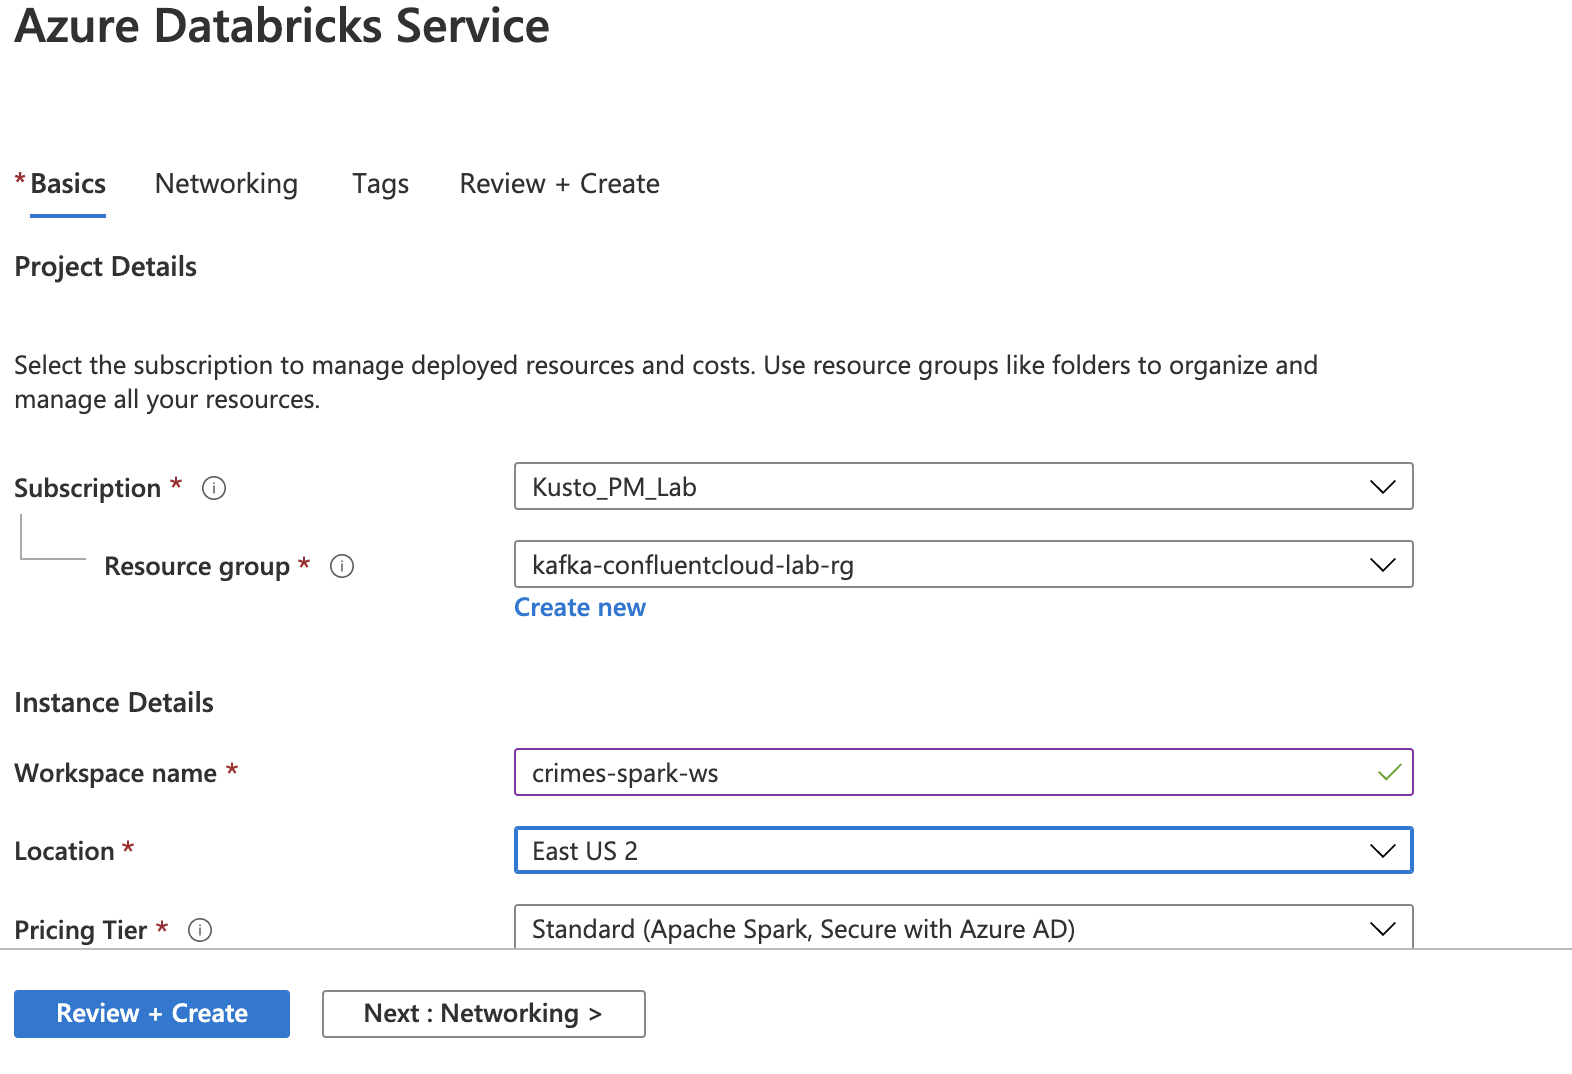 Azure Databricks Service
* Basics Networking Tags Review + Create
Project Details
Select the subscription to manage deployed resources and costs. Use resource groups like folders to organize and
manage all your resources.
Subscription * Kusto_PM_Lab
Resource group * kafka-confluentcloud-lab-rg
Create new
Instance Details
Workspace name * crimes-spark-ws
Location * East US 2
Pricing Tier * Standard (Apache Spark, Secure with Azure AD)
Review + Create Next : Networking >